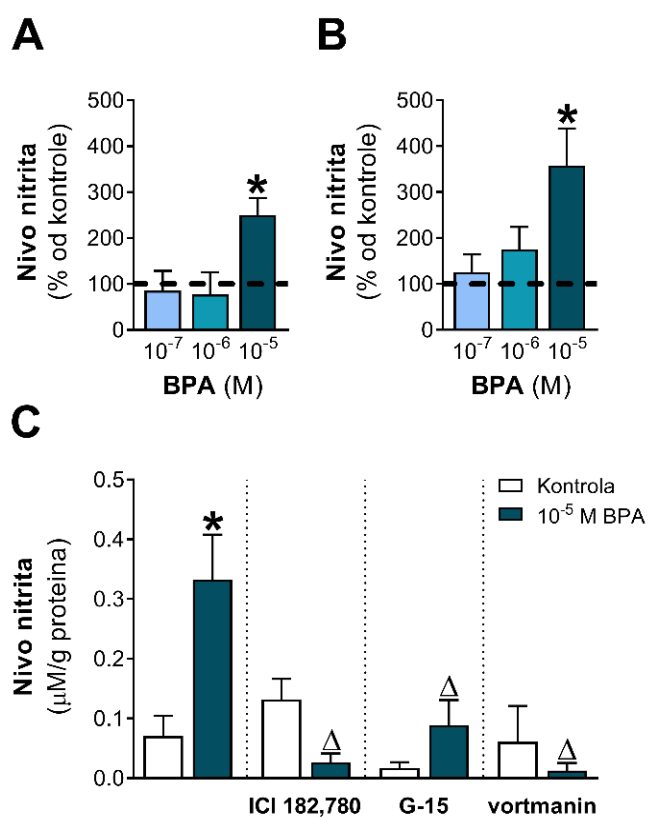 A
B
Nivo nitrita
(% od kontrole)
500
400
300
200
100
0
*
10⁻⁷ 10⁻⁶ 10⁻⁵
BPA (M)
Nivo nitrita
(% od kontrole)
500
400
300
200
100
0
*
10⁻⁷ 10⁻⁶ 10⁻⁵
BPA (M)
C
Nivo nitrita
(μM/g proteina)
0.5
0.4
0.3
0.2
0.1
0.0
*
Δ
Δ
Δ
Kontrola
10⁻⁵ M BPA
ICI 182,780 G-15 vortmanin